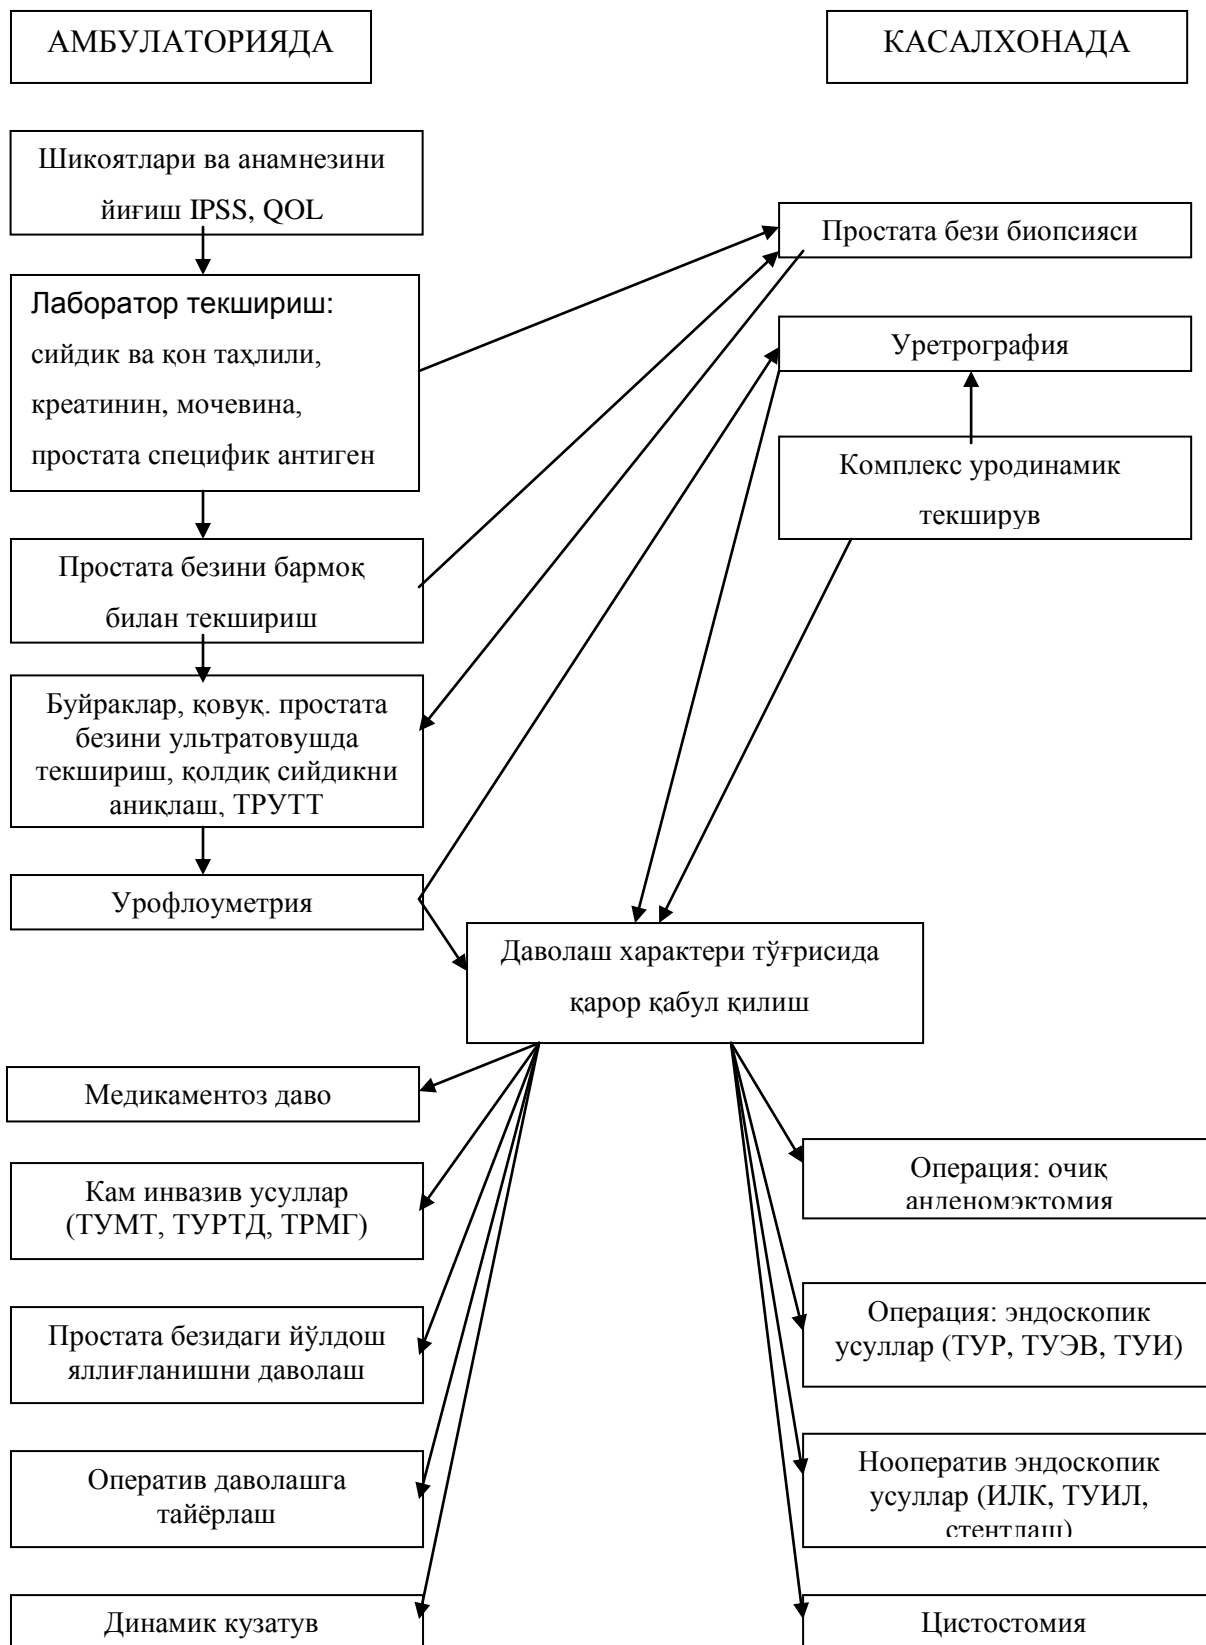 АМБУЛАТОРИЯДА
КАСАЛХОНАДА
Шикоятлари ва анамнезини
йиғиш IPSS, QOL
Простата бези биопсияси
Лаборатор текшириш:
сийдик ва қон таҳлили,
креатинин, мочевина,
простата специфик антиген
Уретрография
Комплекс уродинамик
текширув
Простата безини бармоқ
билан текшириш
Буйраклар, қовуқ. простата
безини ультратовушда
текшириш, қолдиқ сийдикни
аниқлаш, ТРУТТ
Урофлоуметрия
Даволаш характери тўғрисида
қарор қабул қилиш
Медикаментоз даво
Кам инвазив усуллар
(ТУМТ, ТУРТД, ТРМГ)
Простата безидаги йўлдош
яллиғланишни даволаш
Оператив даволашга
тайёрлаш
Динамик кузатув
Операция: очиқ
анденомэктомия
Операция: эндоскопик
усуллар (ТУР, ТУЭВ, ТУИ)
Нооператив эндоскопик
усуллар (ИЛК, ТУИЛ,
стентлаш)
Цистостомия